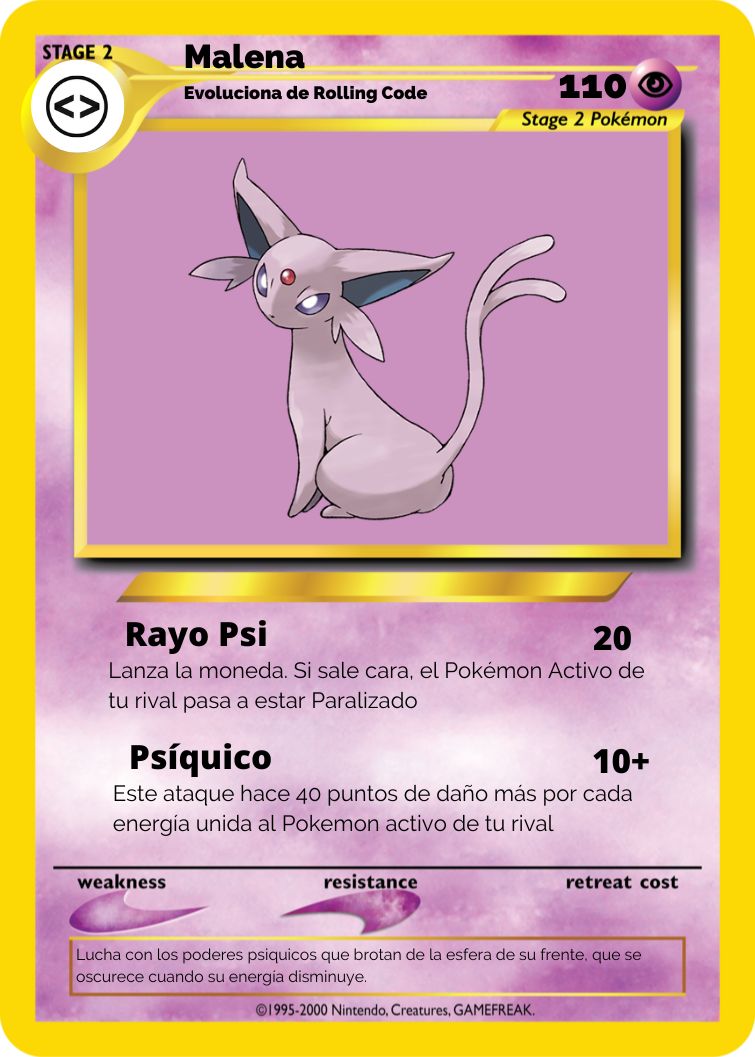 STAGE 2
Malena
Evoluciona de Rolling Code
110
<>
Stage 2 Pokémon
Rayo Psi 20
Lanza la moneda. Si sale cara, el Pokémon Activo de
tu rival pasa a estar Paralizado
Psíquico 10+
Este ataque hace 40 puntos de daño más por cada
energía unida al Pokemon activo de tu rival
weakness resistance retreat cost
Lucha con los poderes psiquicos que brotan de la esfera de su frente, que se
oscurece cuando su energia disminuye.
©1995-2000 Nintendo, Creatures, GAMEFREAK.